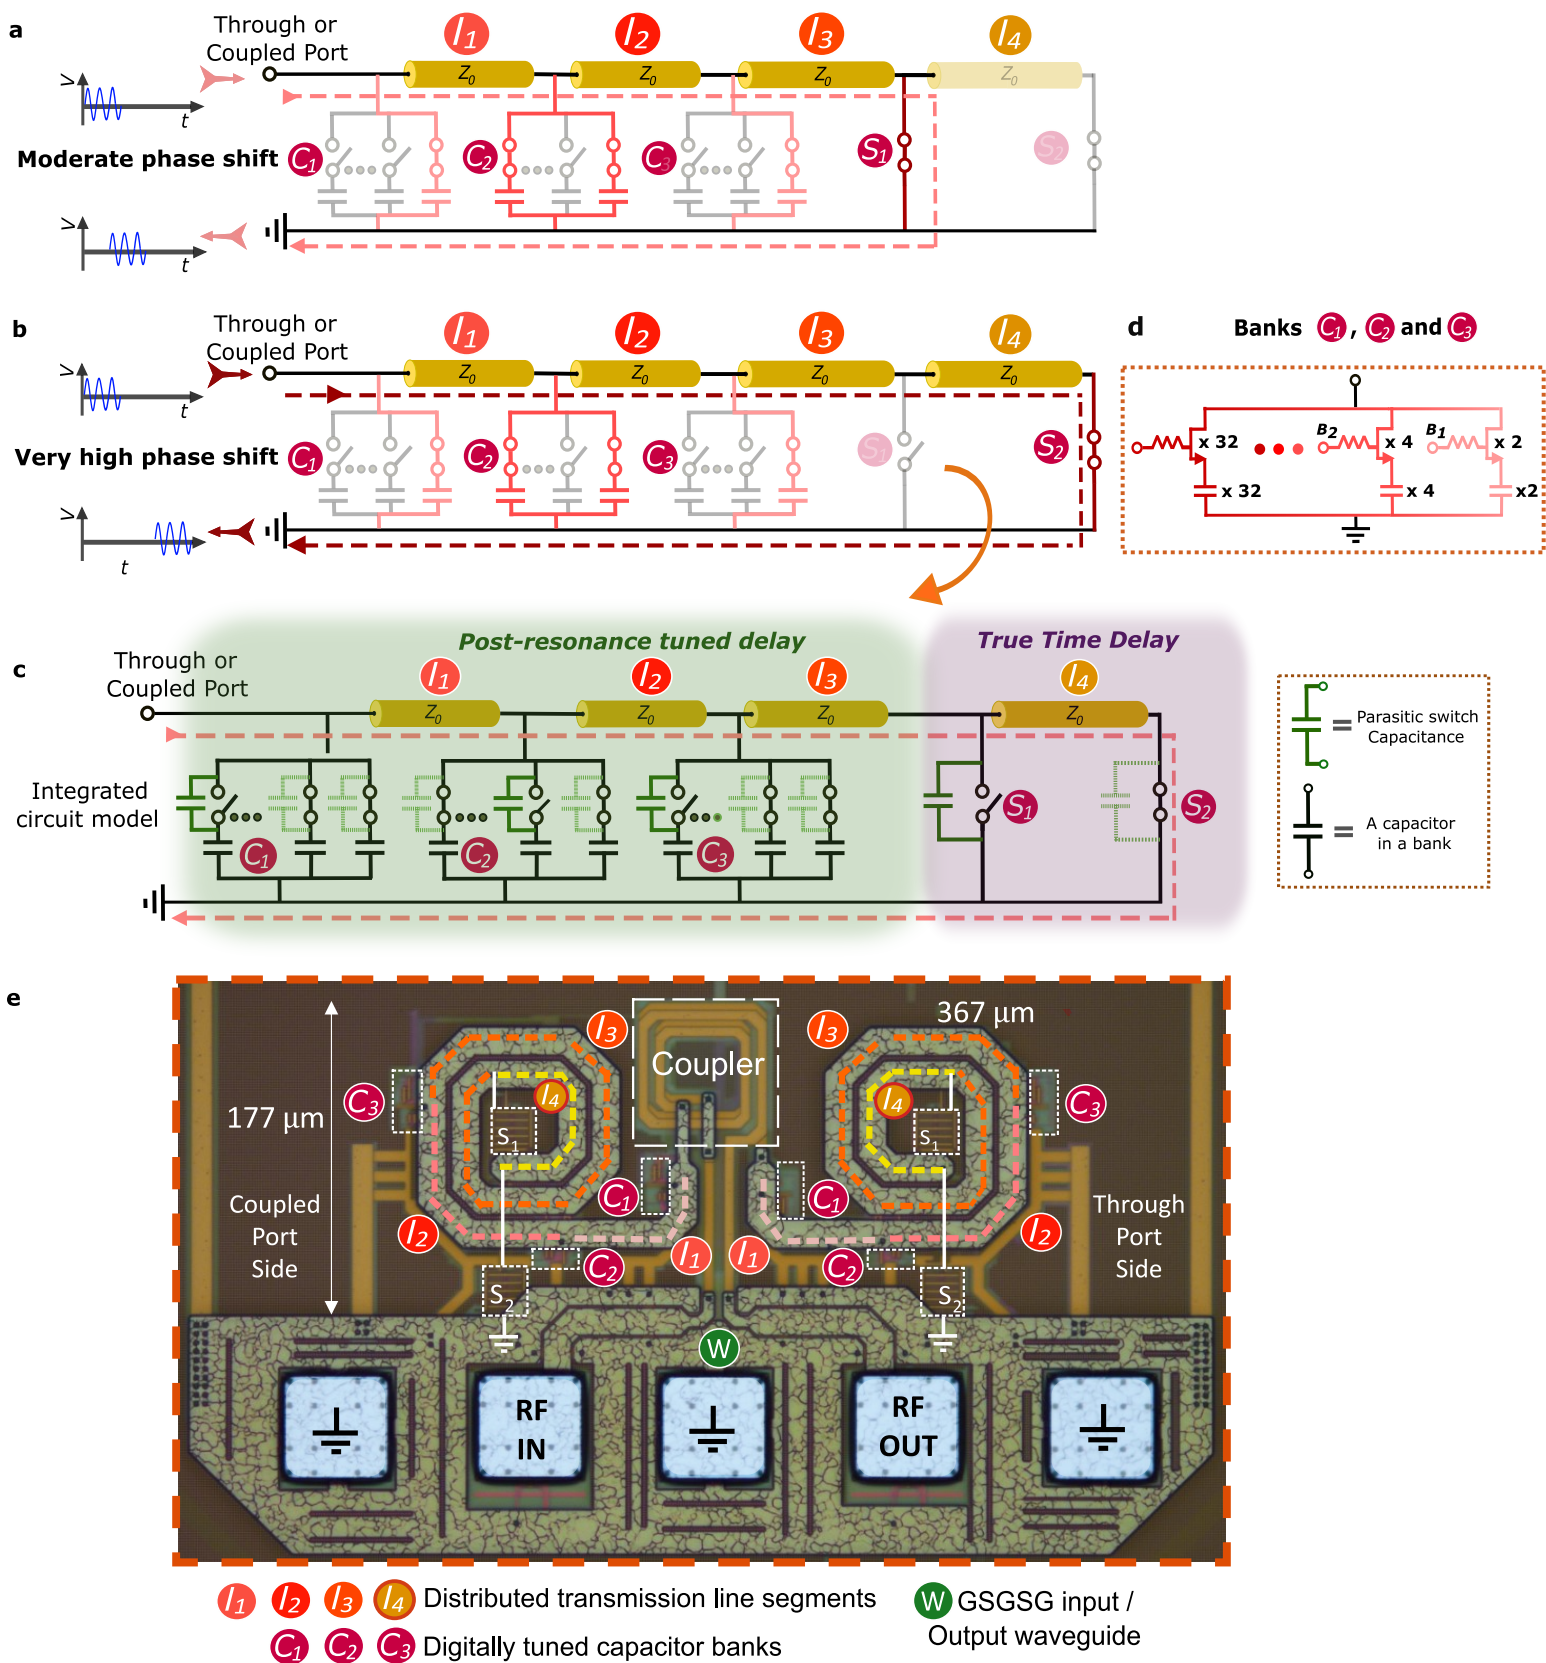 a
Through or
Coupled Port
l1
l2
l3
l4
Z0
Z0
Z0
Z0
V
t
Moderate phase shift
C1
C2
C3
S1
S2
V
t
b
Through or
Coupled Port
l1
l2
l3
l4
Z0
Z0
Z0
Z0
V
t
Very high phase shift
C1
C2
C3
S1
S2
V
t
d
Banks C1, C2 and C3
x 32
B2
x 4
B1
x 2
x 32
x 4
x2
c
Post-resonance tuned delay
True Time Delay
Through or
Coupled Port
l1
l2
l3
l4
Z0
Z0
Z0
Z0
Integrated
circuit model
C1
C2
C3
S1
S2
= Parasitic switch
Capacitance
= A capacitor
in a bank
e
177 µm
367 µm
Coupler
l3
l3
l4
l4
C3
C3
S1
S1
C1
C1
Coupled
Port
Side
Through
Port
Side
l2
l2
l1
l1
C2
C2
S2
S2
W
RF
IN
RF
OUT
l1 l2 l3 l4 Distributed transmission line segments
C1 C2 C3 Digitally tuned capacitor banks
W GSGSG input /
Output waveguide